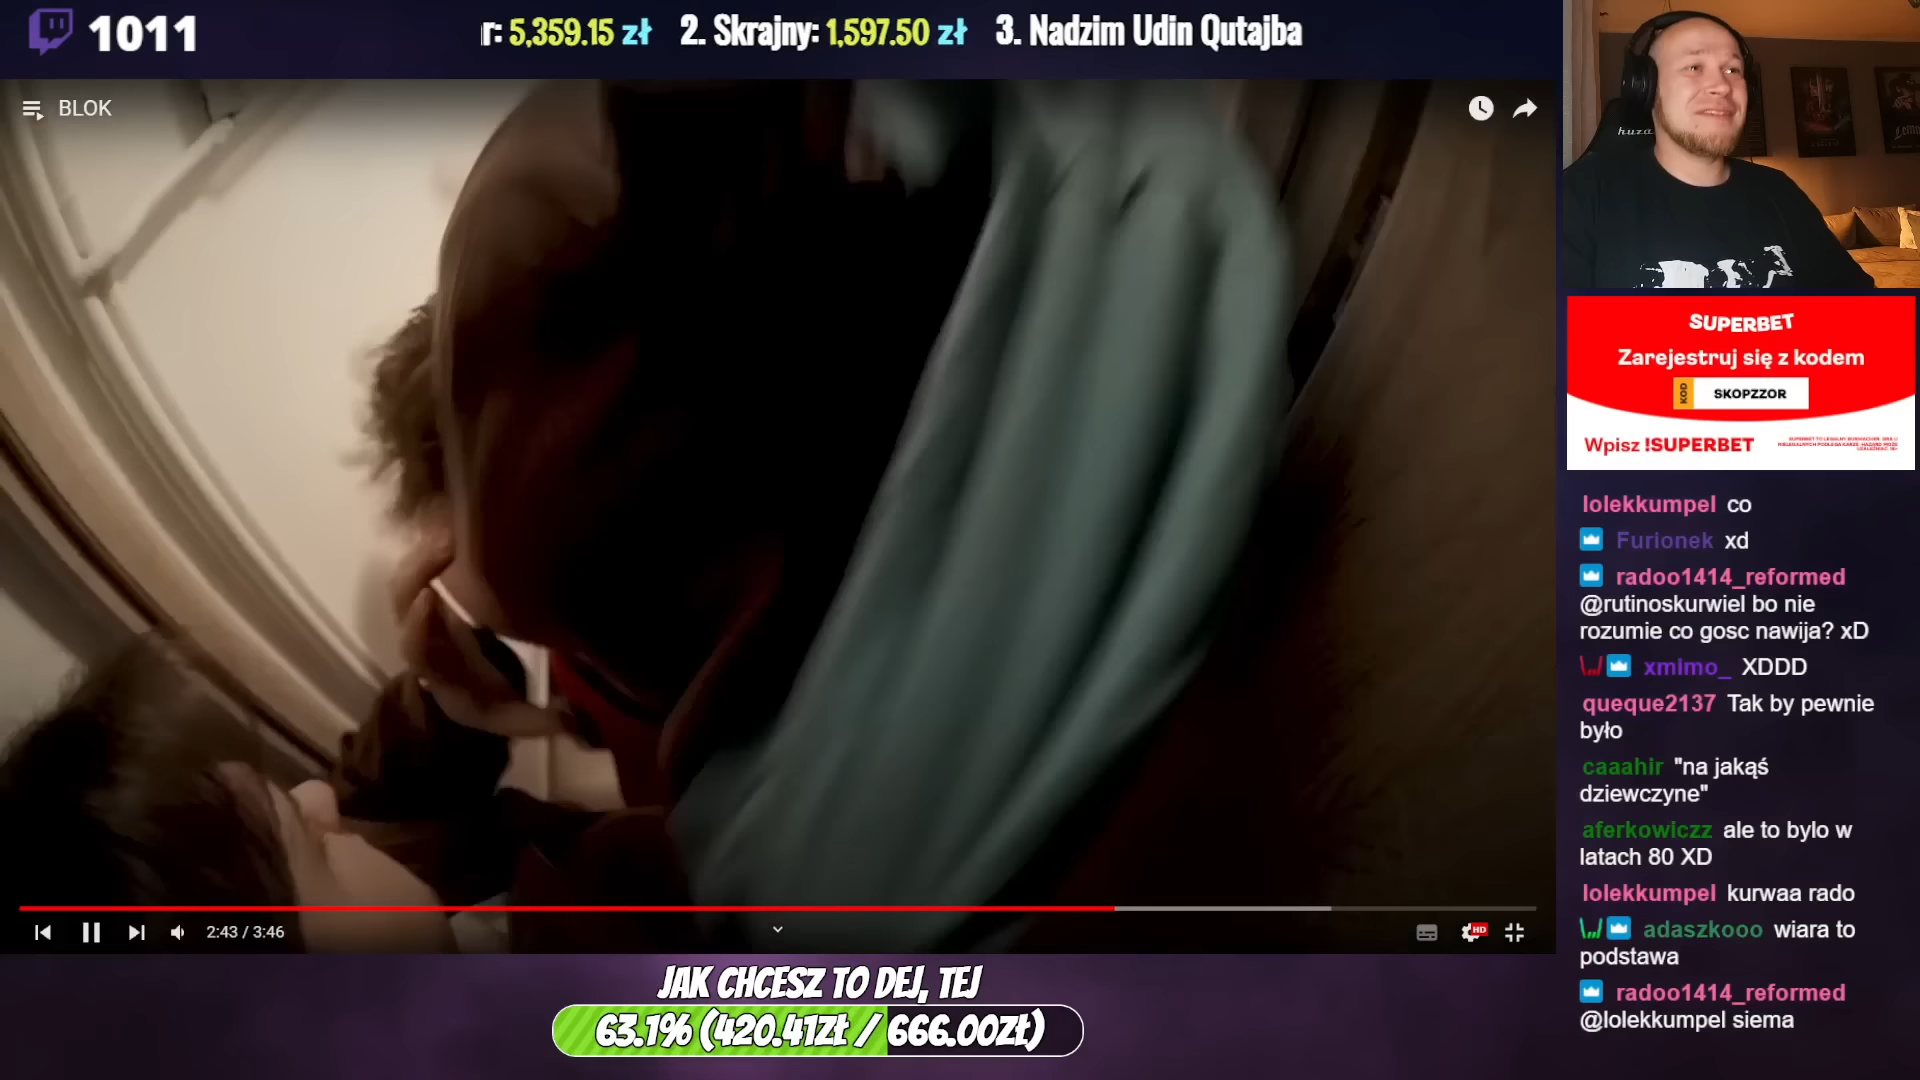 1011
r: 5,359.15 zł 2. Skrajny: 1,597.50 zł 3. Nadzim Udin Qutajba
BLOK
huza
SUPERBET
Zarejestruj się z kodem
KOD SKOPZZOR
Wpisz !SUPERBET
lolekkumpel co
Furionek xd
radoo1414_reformed
@rutinoskurwiel bo nie
rozumie co gosc nawija? xD
xmimo_ XDDD
queque2137 Tak by pewnie
było
caaahir "na jakąś
dziewczyne"
aferkowiczz ale to bylo w
latach 80 XD
lolekkumpel kurwaa rado
adaszkooo wiara to
podstawa
radoo1414_reformed
@lolekkumpel siema
2:43 / 3:46
HD
JAK CHCESZ TO DEJ, TEJ
63.1% (420.41ZŁ / 666.00ZŁ)